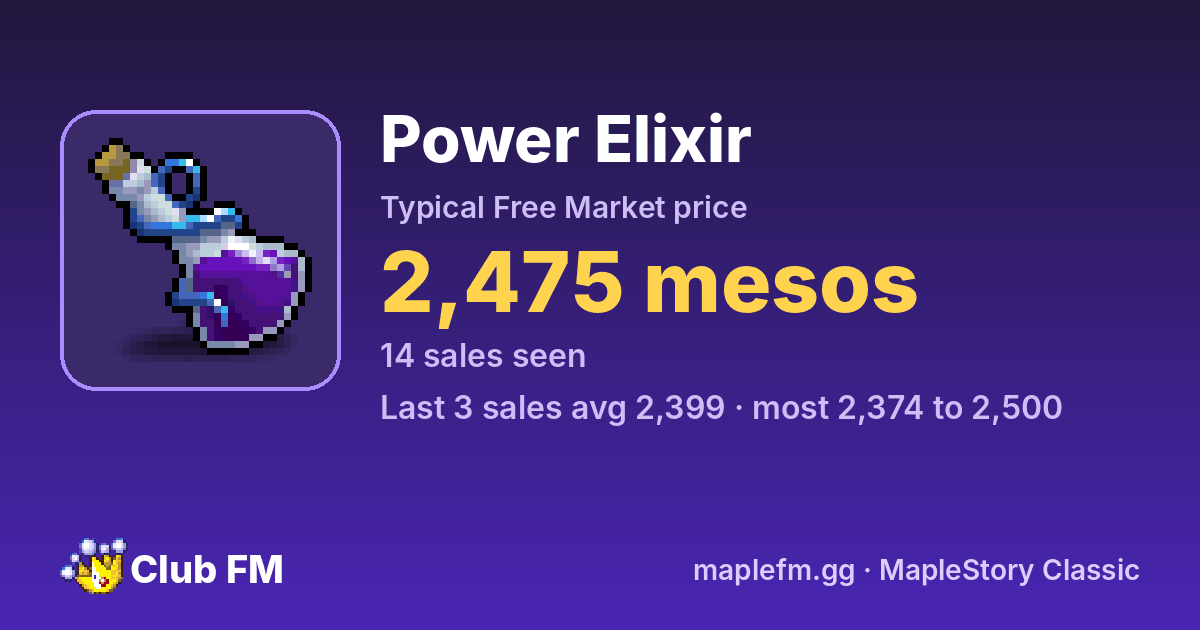 Power Elixir
Typical Free Market price
2,475 mesos
14 sales seen
Last 3 sales avg 2,399 · most 2,374 to 2,500
Club FM
maplefm.gg · MapleStory Classic